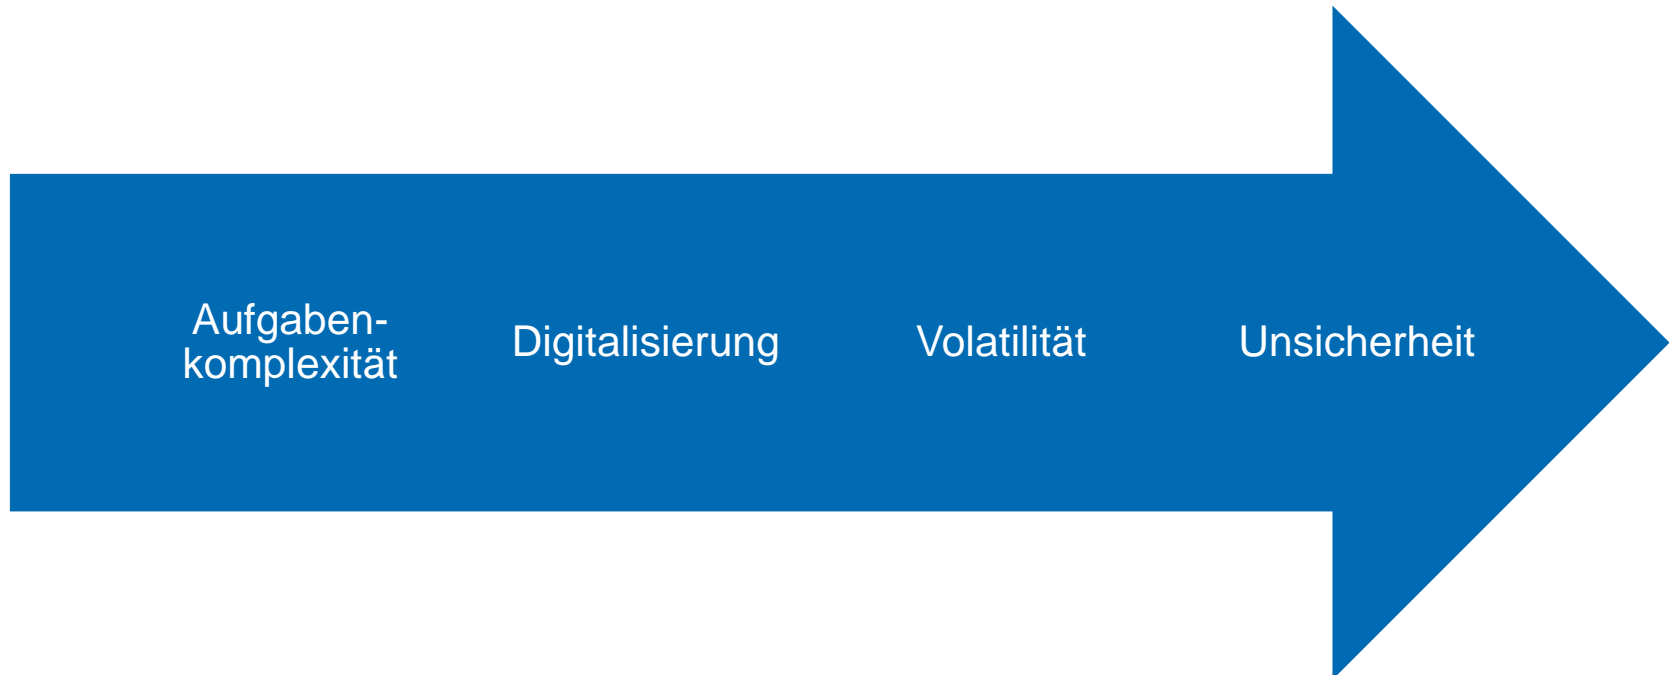 Aufgaben-
komplexität
Digitalisierung
Volatilität
Unsicherheit